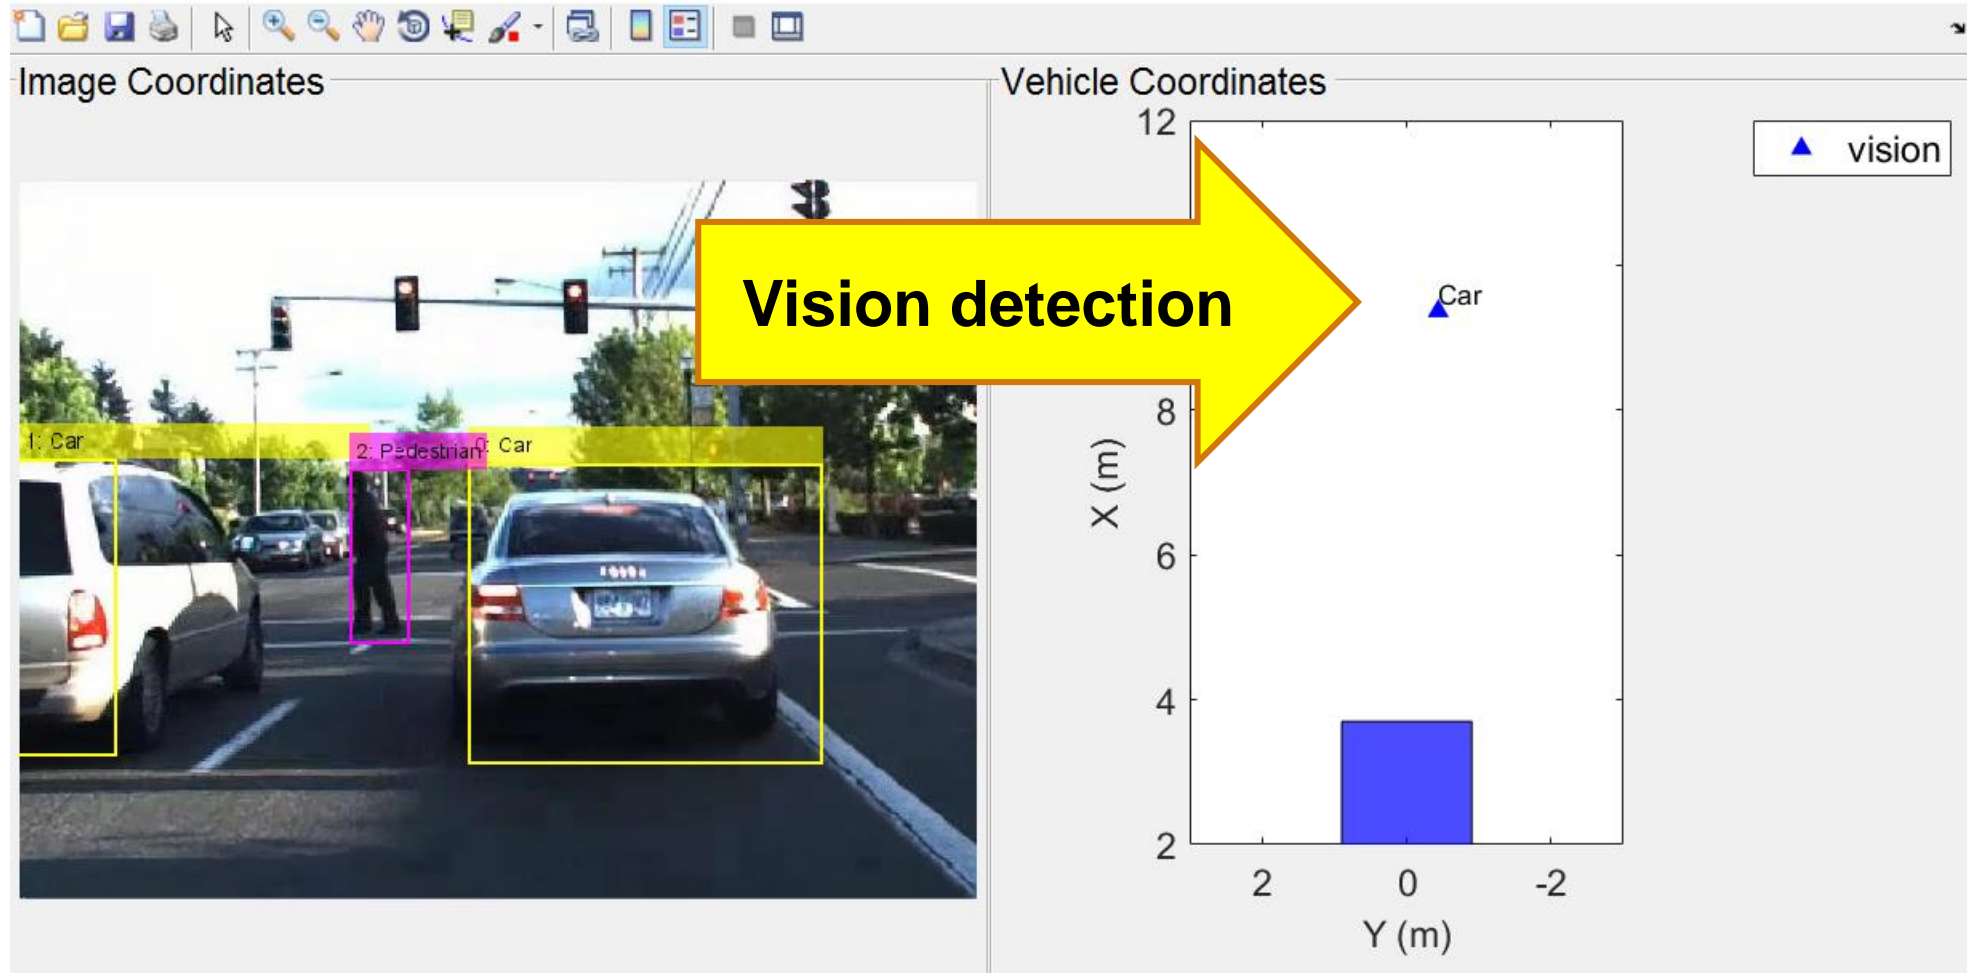 Image Coordinates
Vehicle Coordinates
12
vision
Vision detection
Car
8
1: Car
2: Pedestrian
0: Car
X (m)
6
4
2
2 0 -2
Y (m)